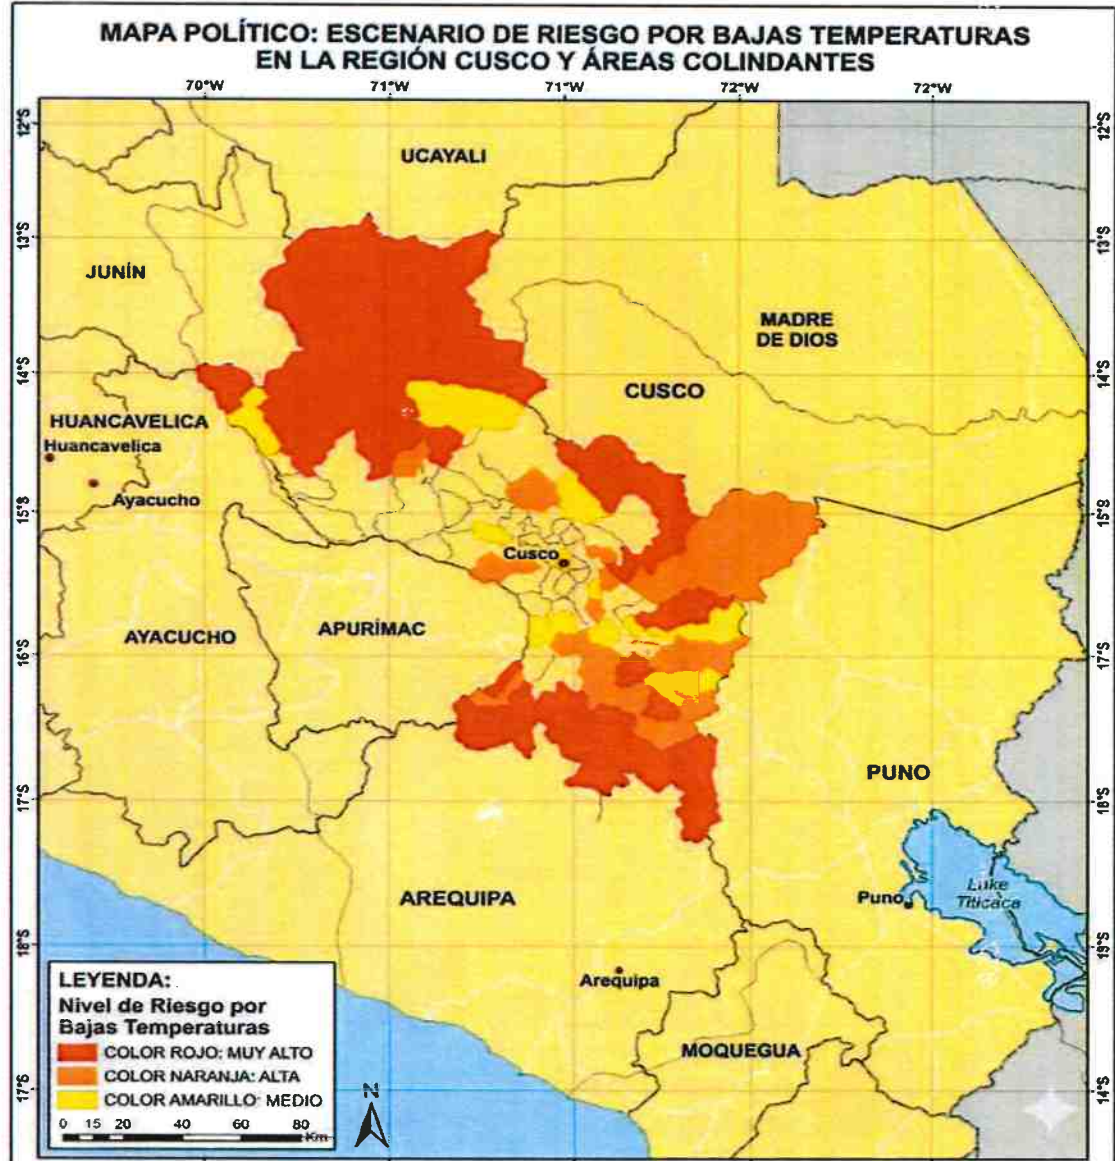 MAPA POLÍTICO: ESCENARIO DE RIESGO POR BAJAS TEMPERATURAS
EN LA REGIÓN CUSCO Y ÁREAS COLINDANTES
70°W 71°W 71°W 72°W 72°W
12°S 12°S
UCAYALI
13°S 13°S
JUNÍN
MADRE
DE DIOS
14°S 14°S
CUSCO
HUANCAVELICA
Huancavelica
Ayacucho
15°S 15°S
Cusco
AYACUCHO
APURÍMAC
16°S 17°S
PUNO
17°S 18°S
AREQUIPA
Puno
Lake
Titicaca
18°S 19°S
Arequipa
LEYENDA:
Nivel de Riesgo por
Bajas Temperaturas
COLOR ROJO: MUY ALTO
MOQUEGUA
COLOR NARANJA: ALTA
17°S 14°S
COLOR AMARILLO: MEDIO
N
0 15 20 40 60 80 Km